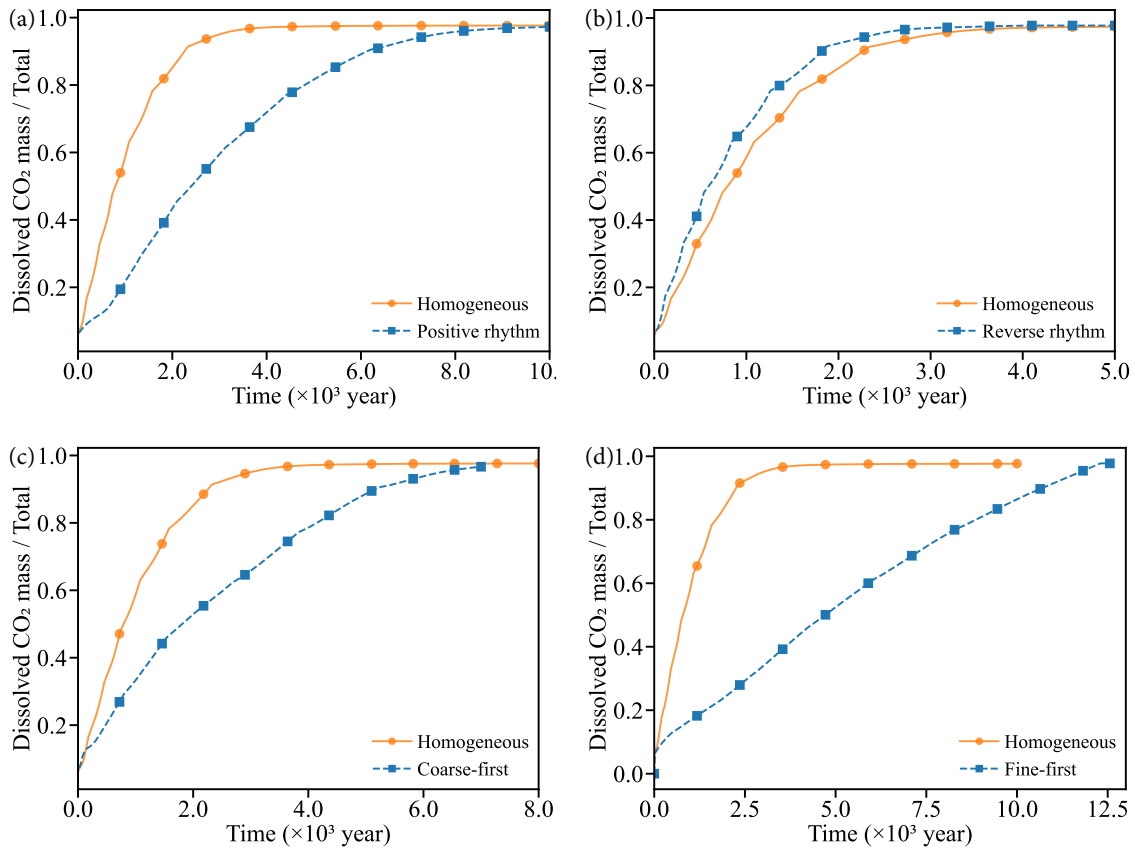 (a)
Dissolved CO₂ mass / Total
1.0
0.8
0.6
0.4
0.2
Homogeneous
Positive rhythm
0.0 2.0 4.0 6.0 8.0 10.
Time (×10³ year)
(b)
Dissolved CO₂ mass / Total
1.0
0.8
0.6
0.4
0.2
Homogeneous
Reverse rhythm
0.0 1.0 2.0 3.0 4.0 5.0
Time (×10³ year)
(c)
Dissolved CO₂ mass / Total
1.0
0.8
0.6
0.4
0.2
Homogeneous
Coarse-first
0.0 2.0 4.0 6.0 8.0
Time (×10³ year)
(d)
Dissolved CO₂ mass / Total
1.0
0.8
0.6
0.4
0.2
0.0
Homogeneous
Fine-first
0.0 2.5 5.0 7.5 10.0 12.5
Time (×10³ year)